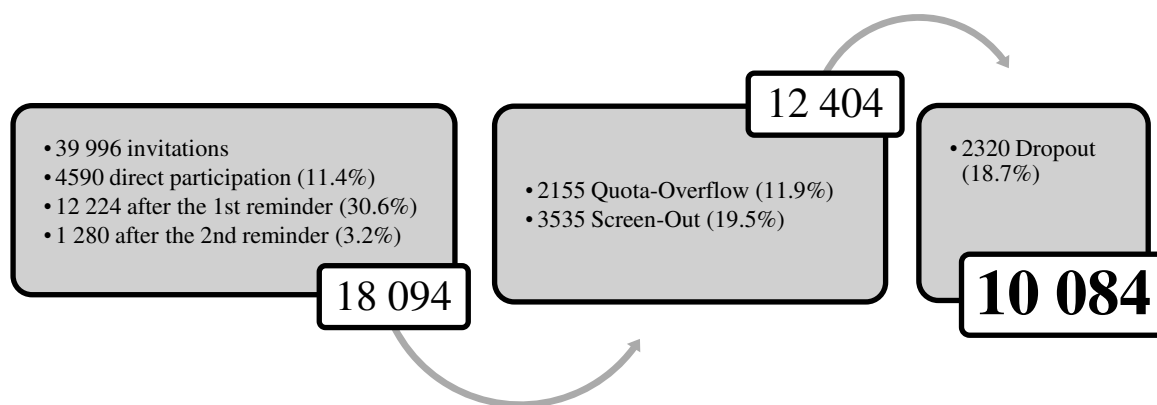 • 39 996 invitations
• 4590 direct participation (11.4%)
• 12 224 after the 1st reminder (30.6%)
• 1 280 after the 2nd reminder (3.2%)
18 094
• 2155 Quota-Overflow (11.9%)
• 3535 Screen-Out (19.5%)
12 404
• 2320 Dropout
(18.7%)
10 084